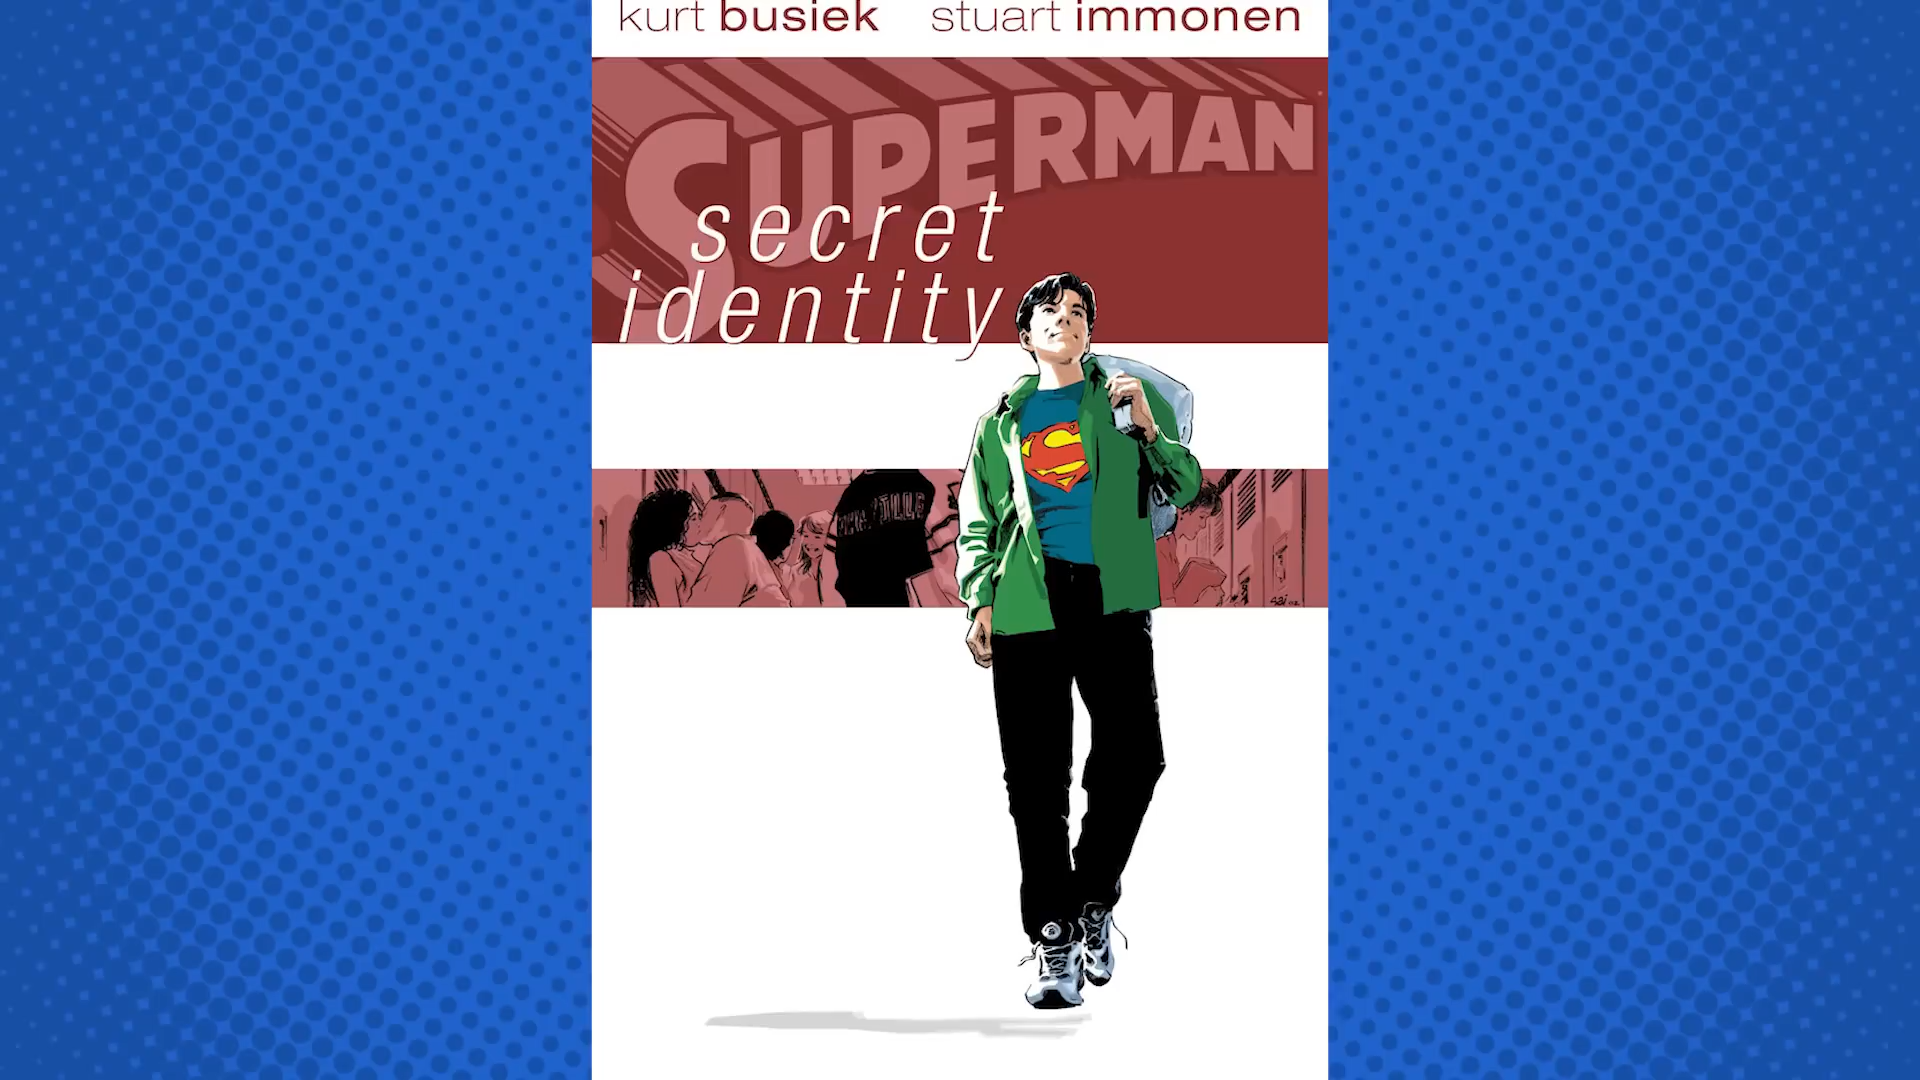 kurt busiek stuart immonen
SUPERMAN
secret
identity
S